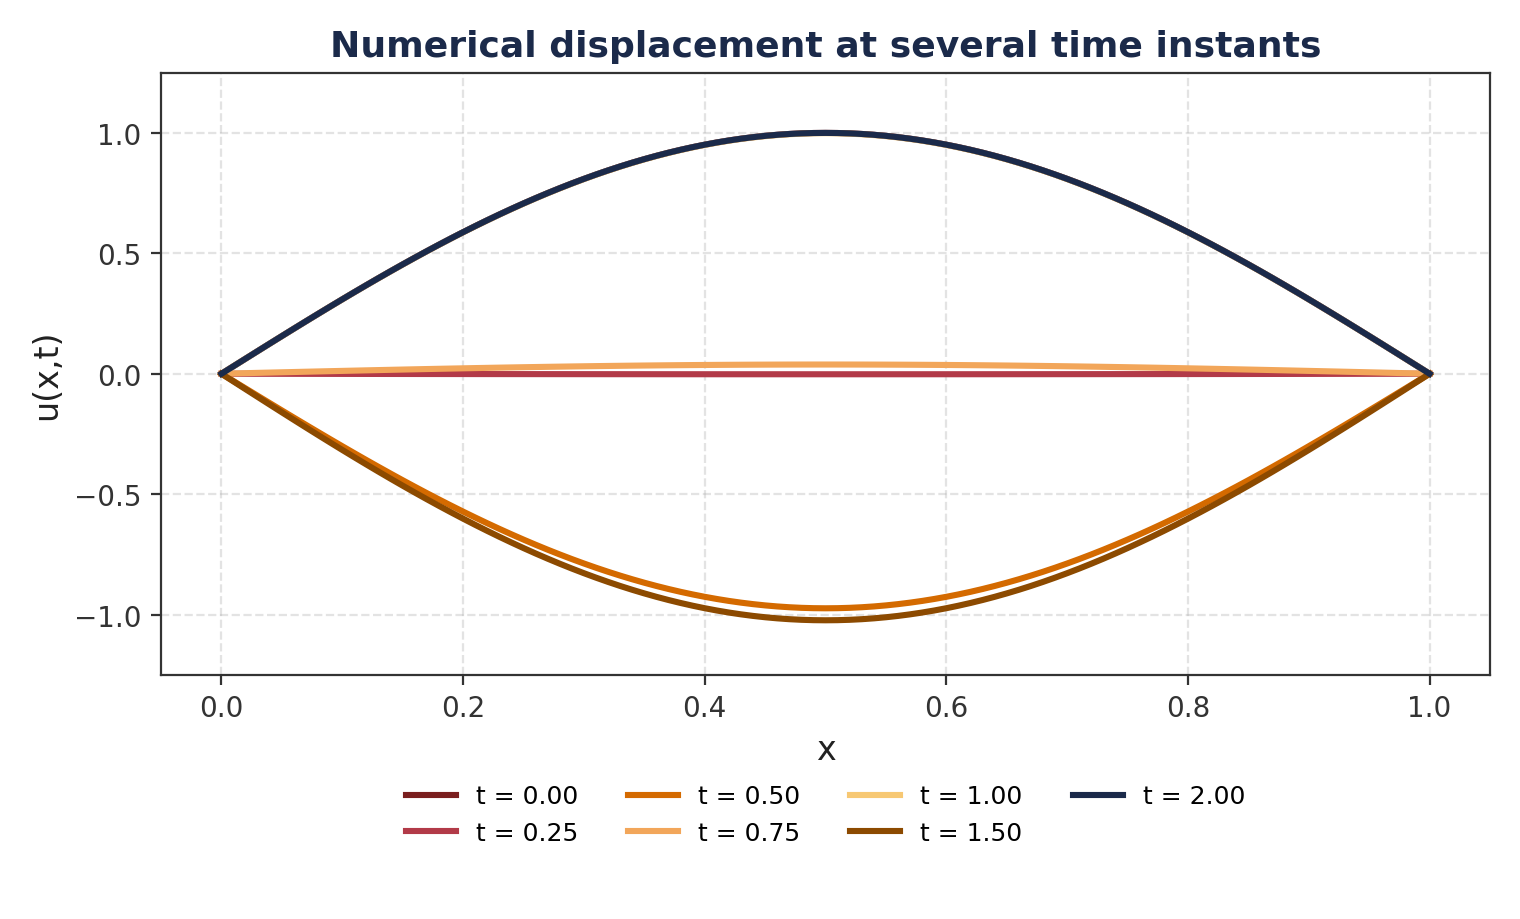 Numerical displacement at several time instants
1.0
0.5
0.0
−0.5
−1.0
u(x,t)
0.0 0.2 0.4 0.6 0.8 1.0
x
t = 0.00 t = 0.50 t = 1.00 t = 2.00
t = 0.25 t = 0.75 t = 1.50